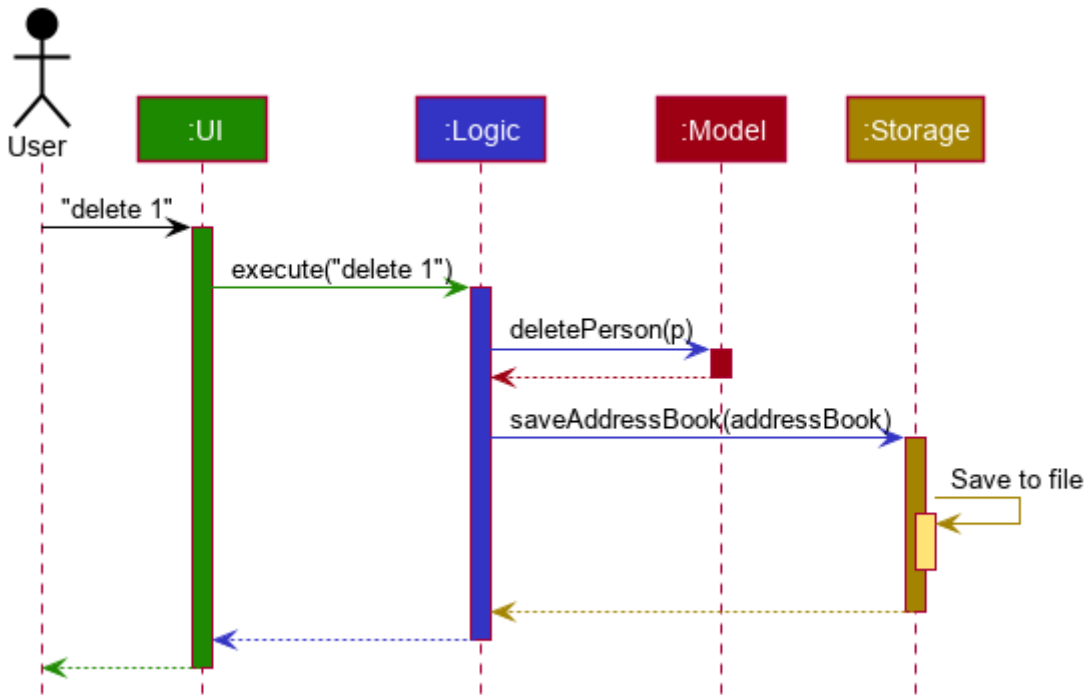 User
:UI
:Logic
:Model
:Storage
"delete 1"
execute("delete 1")
deletePerson(p)
saveAddressBook(addressBook)
Save to file